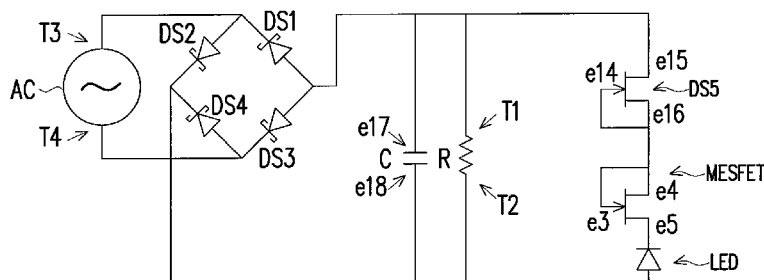 T3
DS2
DS1
AC
T4
DS4
DS3
e17
C
e18
R
T1
T2
e14
e15
DS5
e16
MESFET
e4
e3
e5
LED